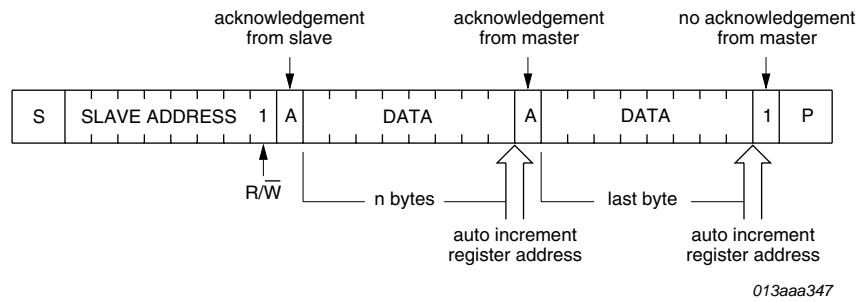 acknowledgement
from slave
acknowledgement
from master
no acknowledgement
from master
S
SLAVE ADDRESS
1
A
DATA
A
DATA
1
P
R/W̅
n bytes
last byte
auto increment
register address
auto increment
register address
013aaa347